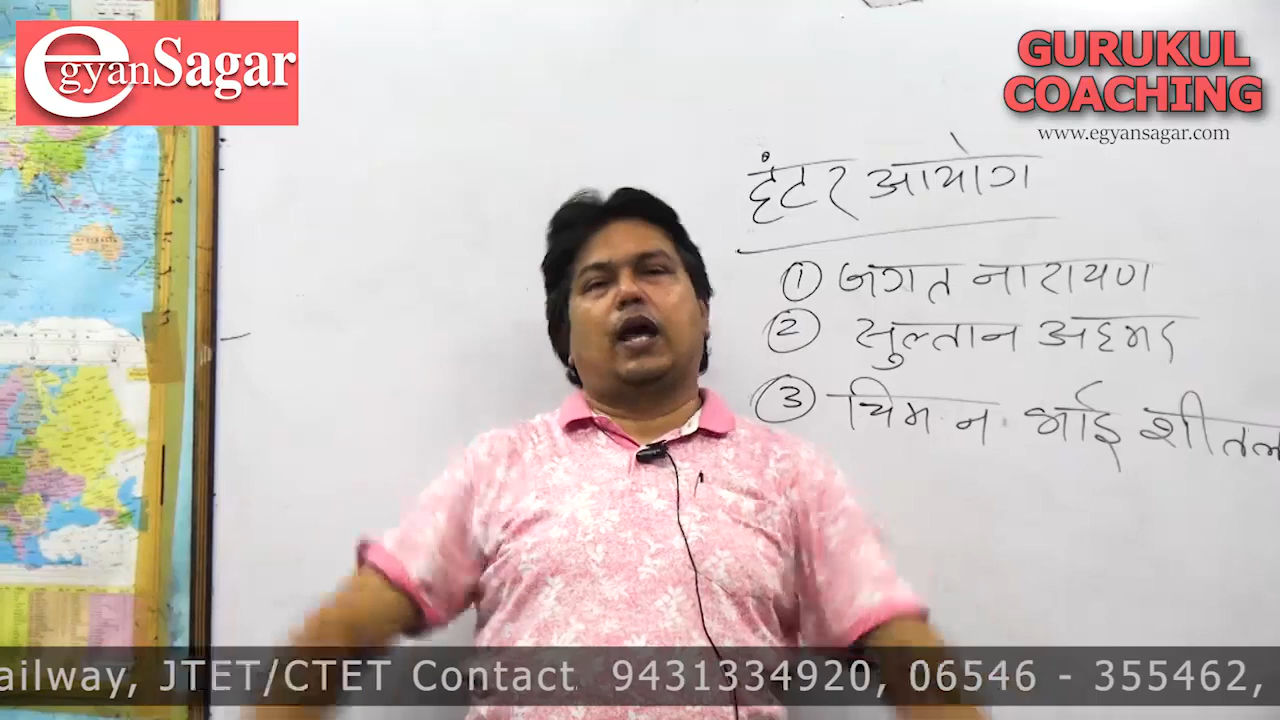 egyanSagar
GURUKUL
COACHING
www.egyansagar.com
हंटर आयोग
① जगत नारायण
② सुल्तान अहमद
③ चिमन भाई शीतल
ailway, JTET/CTET Contact. 9431334920, 06546 - 355462,